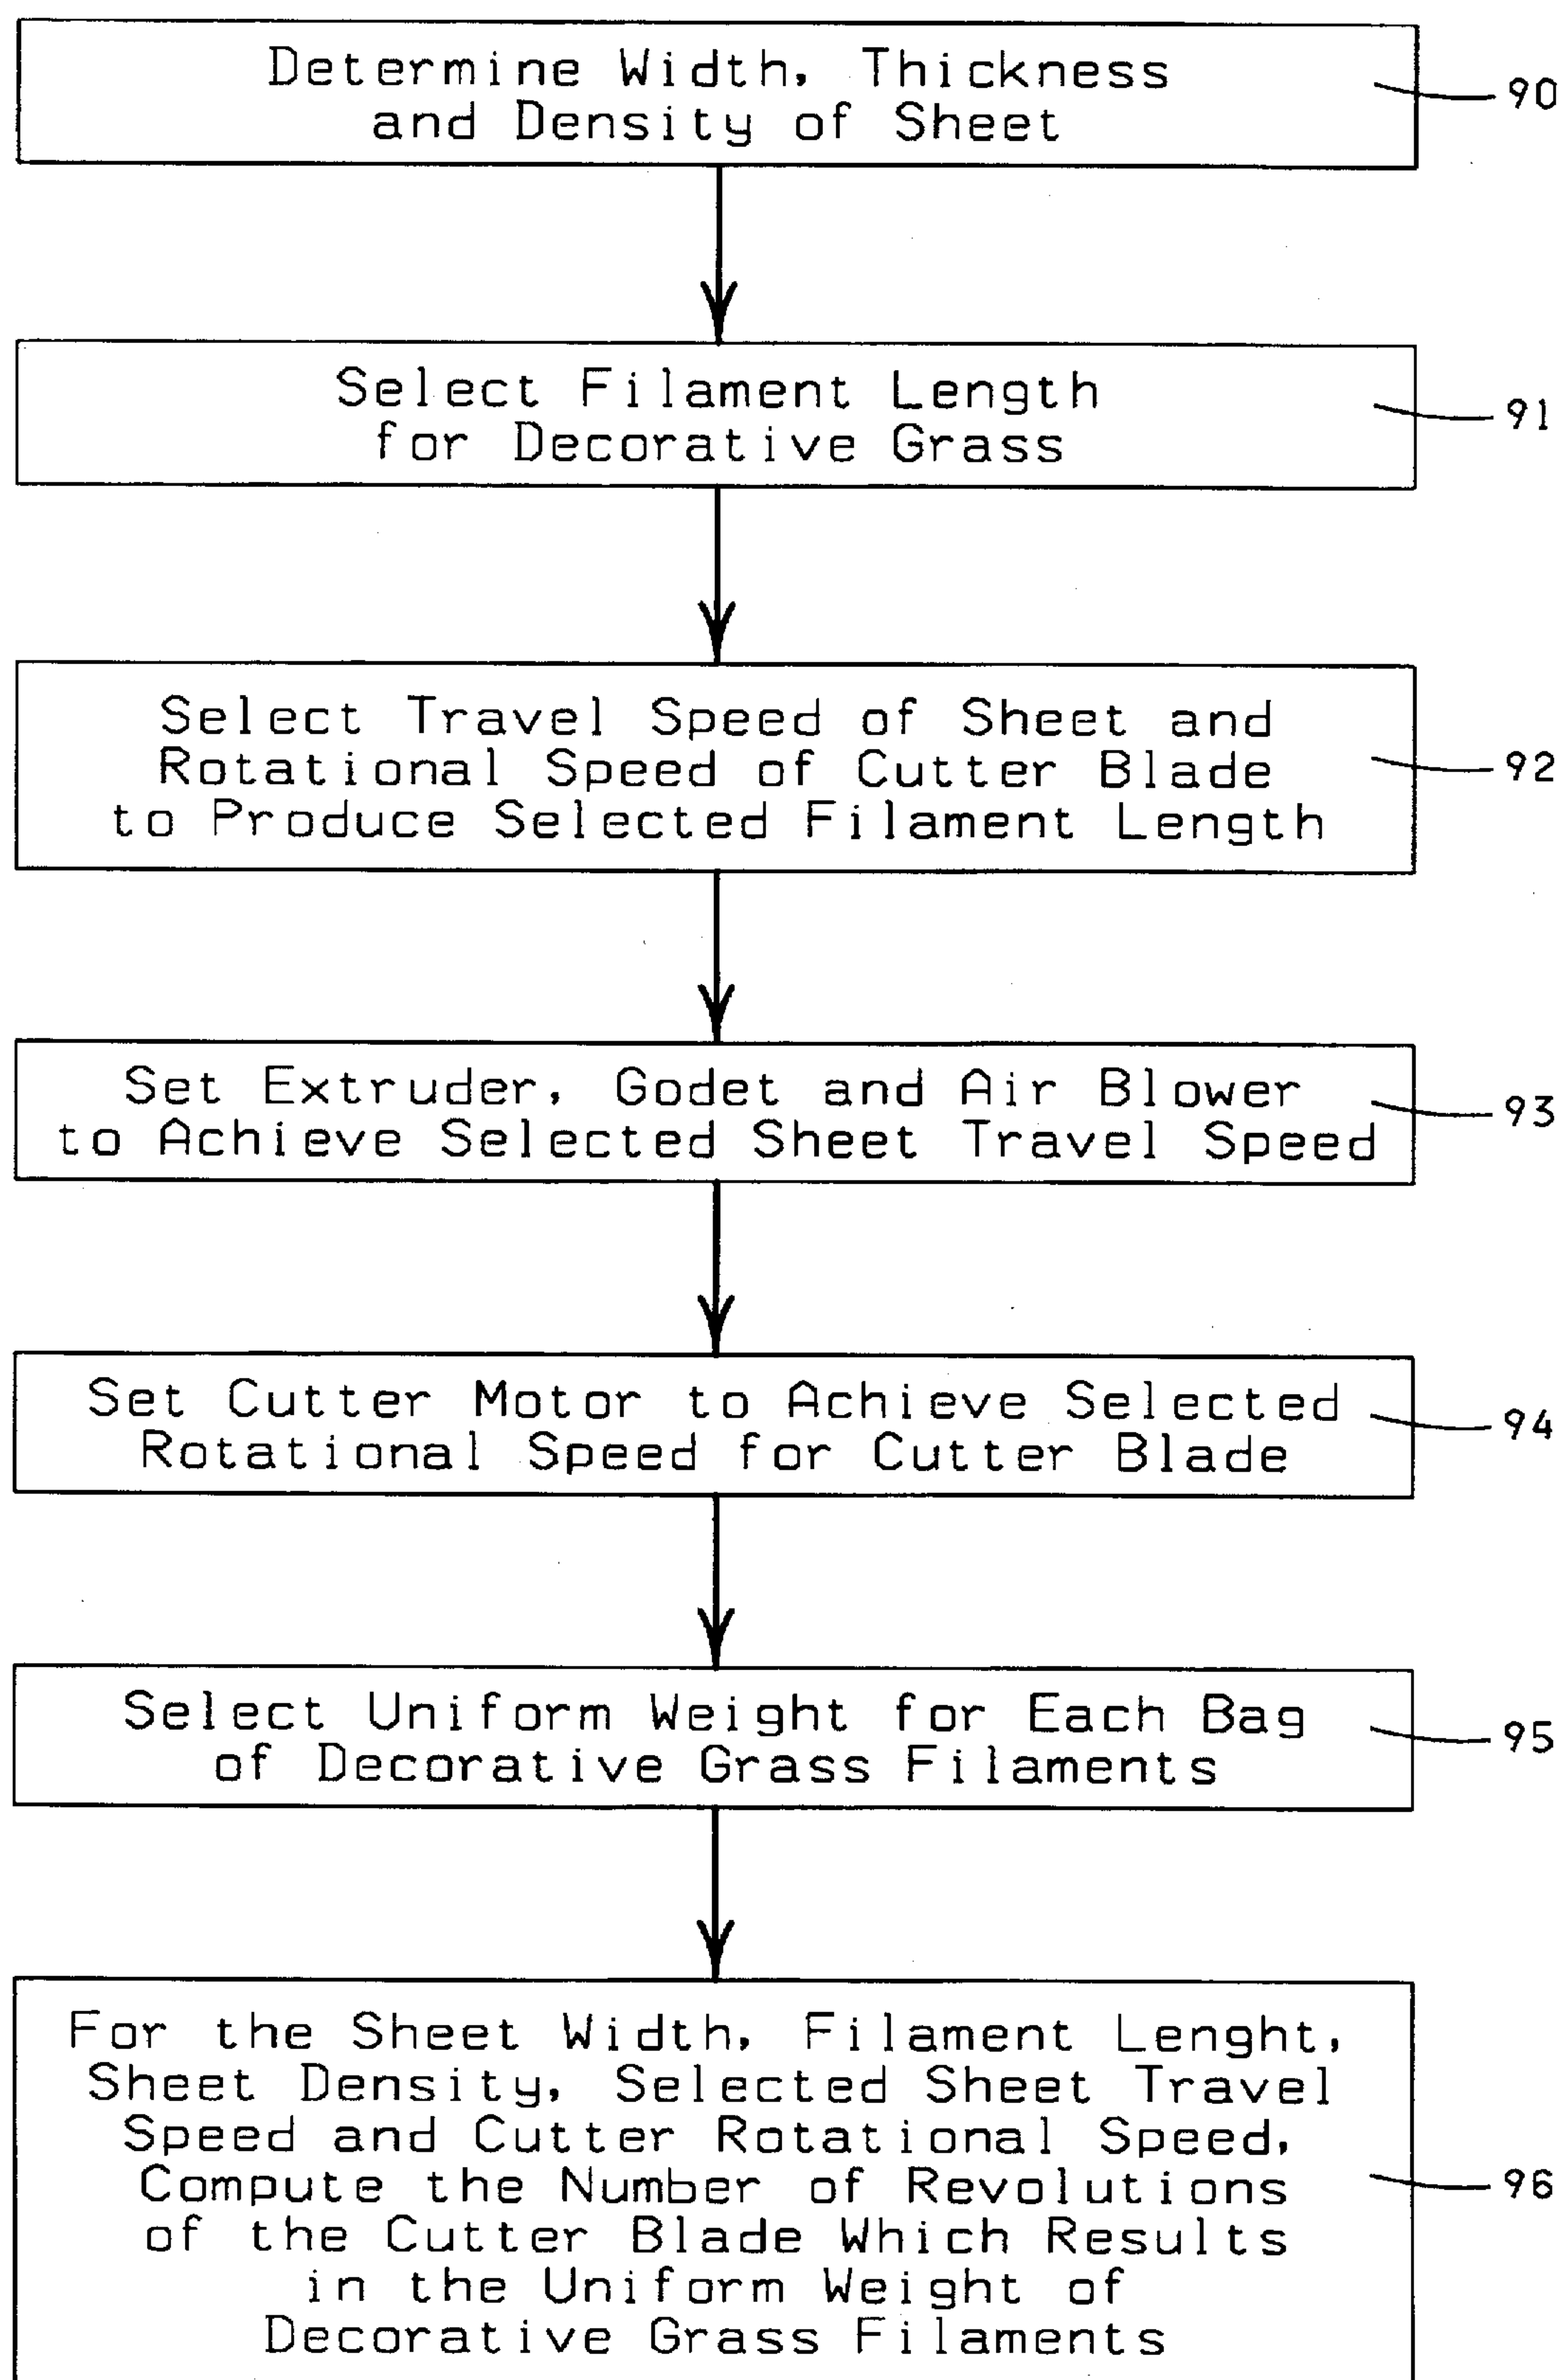 Determine Width, Thickness
and Density of Sheet
90
Select Filament Length
for Decorative Grass
91
Select Travel Speed of Sheet and
Rotational Speed of Cutter Blade
to Produce Selected Filament Length
92
Set Extruder, Godet and Air Blower
to Achieve Selected Sheet Travel Speed
93
Set Cutter Motor to Achieve Selected
Rotational Speed for Cutter Blade
94
Select Uniform Weight for Each Bag
of Decorative Grass Filaments
95
For the Sheet Width, Filament Lenght,
Sheet Density, Selected Sheet Travel
Speed and Cutter Rotational Speed,
Compute the Number of Revolutions
of the Cutter Blade Which Results
in the Uniform Weight of
Decorative Grass Filaments
96